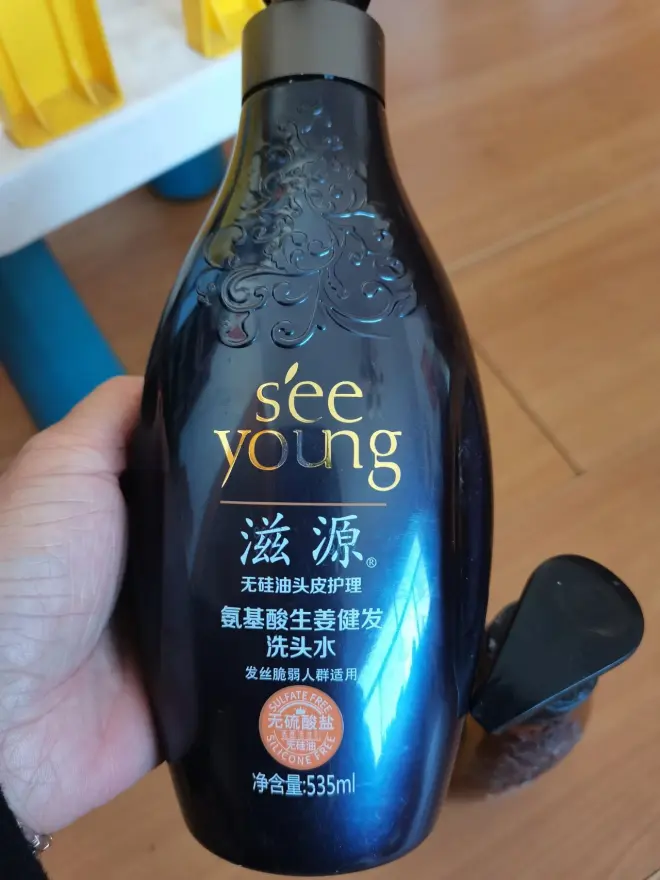 see
young
滋源®
无硅油头皮护理
氨基酸生姜健发
洗头水
发丝脆弱人群适用
SULFATE FREE
无硫酸盐
无硅油
SILICONE FREE
净含量:535ml